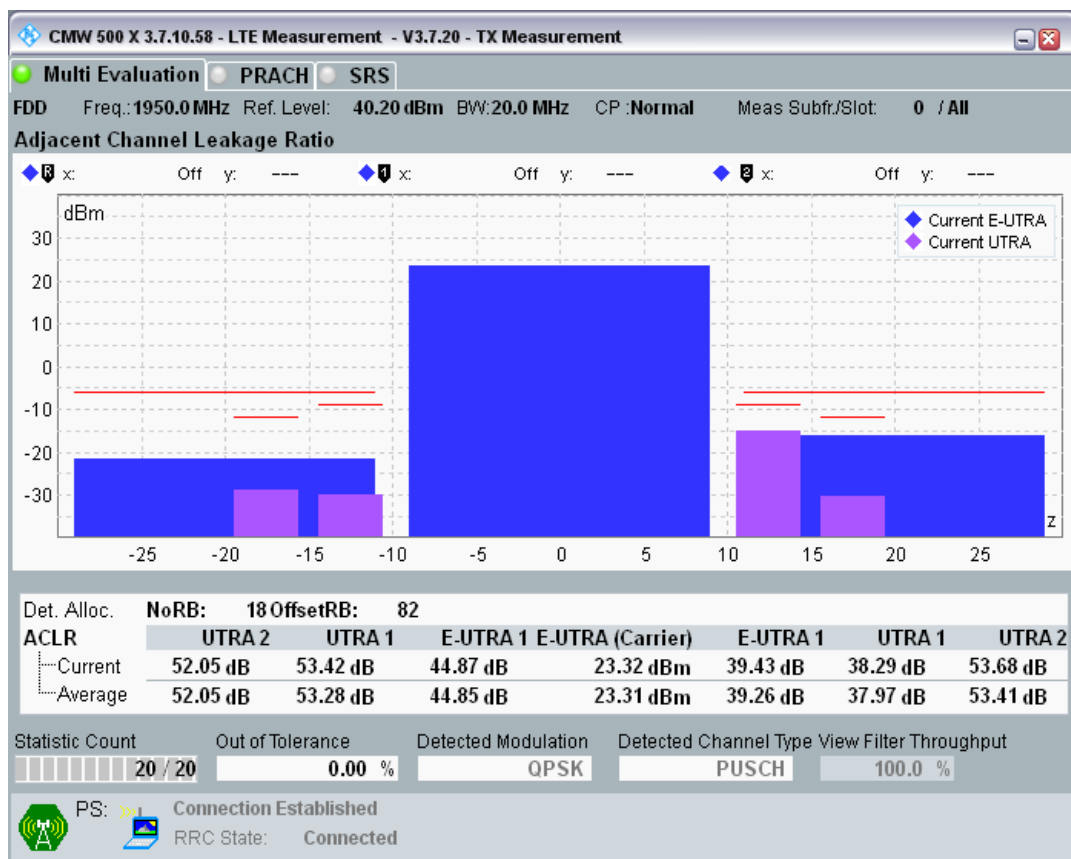 CMW 500 X 3.7.10.58 - LTE Measurement - V3.7.20 - TX Measurement
Multi Evaluation PRACH SRS
FDD Freq.:1950.0 MHz Ref. Level: 40.20 dBm BW:20.0 MHz CP :Normal Meas Subfr./Slot: 0 / All
Adjacent Channel Leakage Ratio
R x: Off y: --- 1 x: Off y: --- 2 x: Off y: ---
dBm
Current E-UTRA
Current UTRA
30
20
10
0
-10
-20
-30
z
-25 -20 -15 -10 -5 0 5 10 15 20 25
Det. Alloc. NoRB: 18 OffsetRB: 82
ACLR UTRA 2 UTRA 1 E-UTRA 1 E-UTRA (Carrier) E-UTRA 1 UTRA 1 UTRA 2
Current 52.05 dB 53.42 dB 44.87 dB 23.32 dBm 39.43 dB 38.29 dB 53.68 dB
Average 52.05 dB 53.28 dB 44.85 dB 23.31 dBm 39.26 dB 37.97 dB 53.41 dB
Statistic Count Out of Tolerance Detected Modulation Detected Channel Type View Filter Throughput
20 / 20 0.00 % QPSK PUSCH 100.0 %
PS: Connection Established
RRC State: Connected